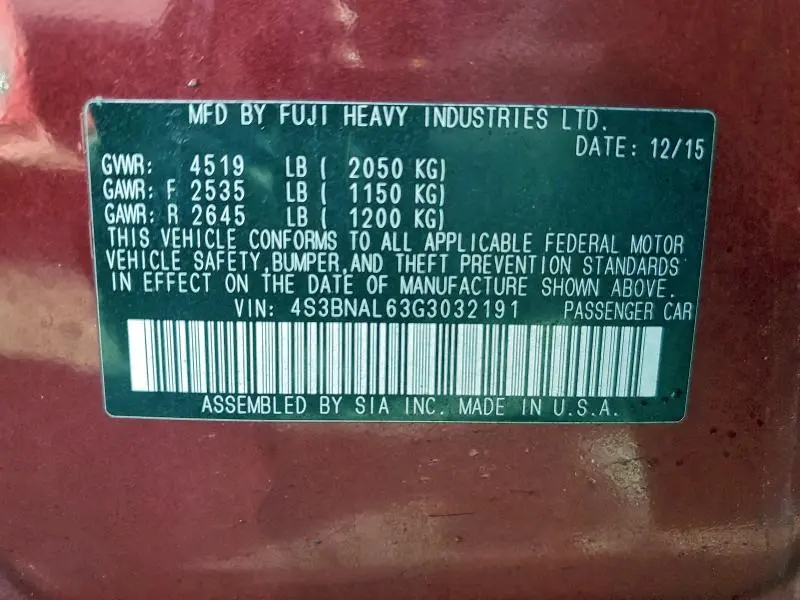 MFD BY FUJI HEAVY INDUSTRIES LTD.
DATE: 12/15
GVWR: 4519 LB ( 2050 KG)
GAWR: F 2535 LB ( 1150 KG)
GAWR: R 2645 LB ( 1200 KG)
THIS VEHICLE CONFORMS TO ALL APPLICABLE FEDERAL MOTOR
VEHICLE SAFETY,BUMPER,AND THEFT PREVENTION STANDARDS
IN EFFECT ON THE DATE OF MANUFACTURE SHOWN ABOVE.
VIN: 4S3BNAL63G3032191 PASSENGER CAR
ASSEMBLED BY SIA INC. MADE IN U.S.A.